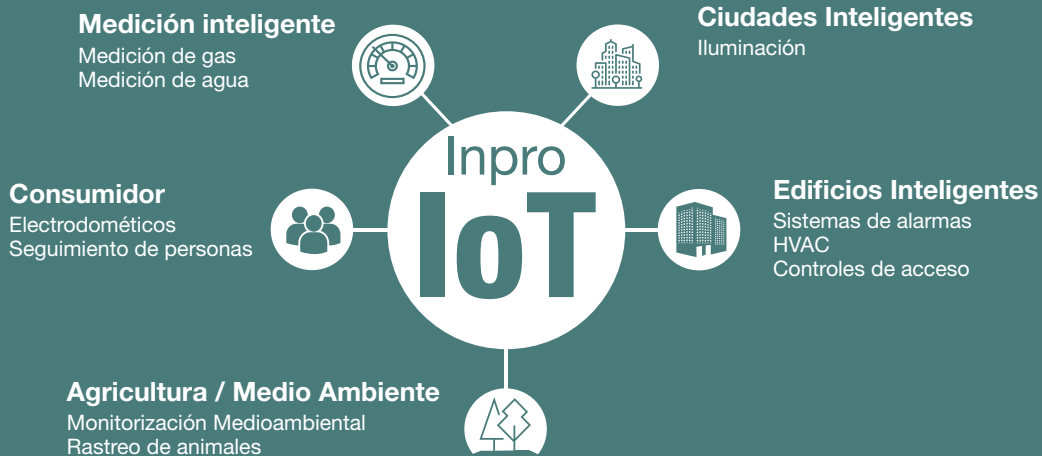 Medición inteligente
Medición de gas
Medición de agua
Ciudades Inteligentes
Iluminación
Inpro
IoT
Consumidor
Electrodométicos
Seguimiento de personas
Edificios Inteligentes
Sistemas de alarmas
HVAC
Controles de acceso
Agricultura / Medio Ambiente
Monitorización Medioambiental
Rastreo de animales